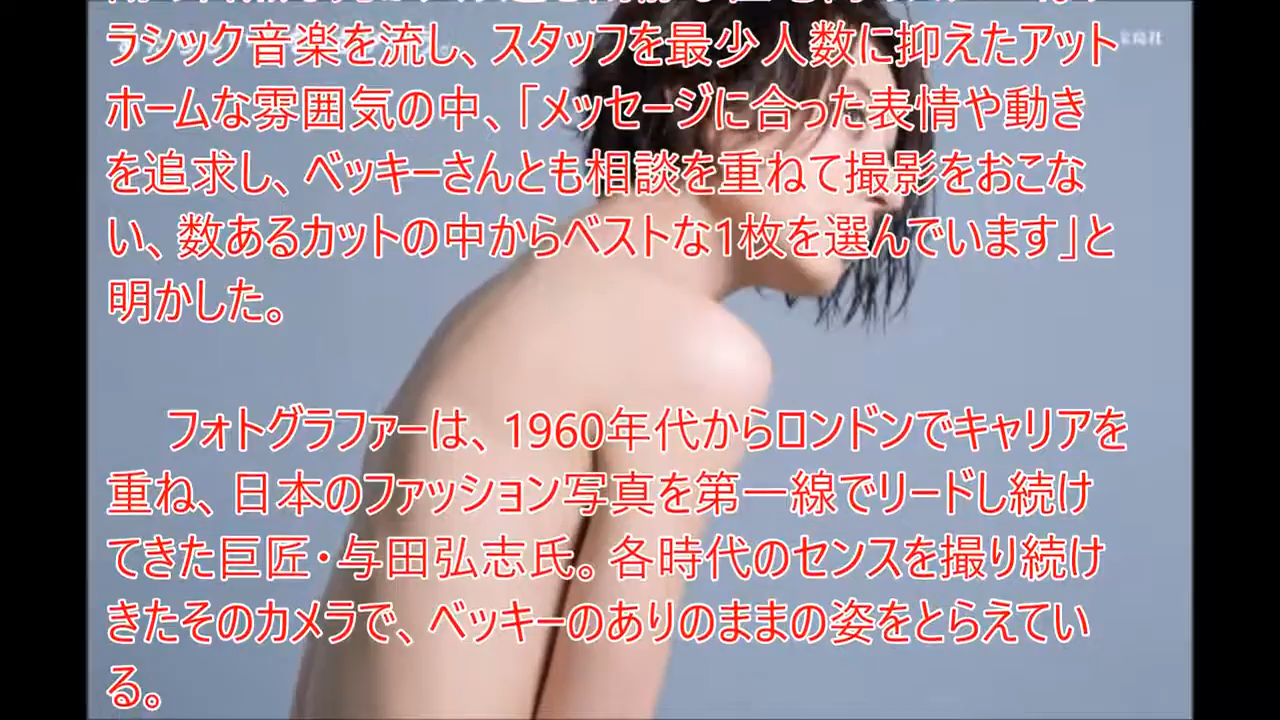 ラシック音楽を流し、スタッフを最少人数に抑えたアット
ホームな雰囲気の中、「メッセージに合った表情や動き
を追求し、ベッキーさんとも相談を重ねて撮影をおこな
い、数あるカットの中からベストな1枚を選んでいます」と
明かした。
フォトグラファーは、1960年代からロンドンでキャリアを
重ね、日本のファッション写真を第一線でリードし続け
てきた巨匠・与田弘志氏。各時代のセンスを撮り続け
きたそのカメラで、ベッキーのありのままの姿をとらえてい
る。
宝島社